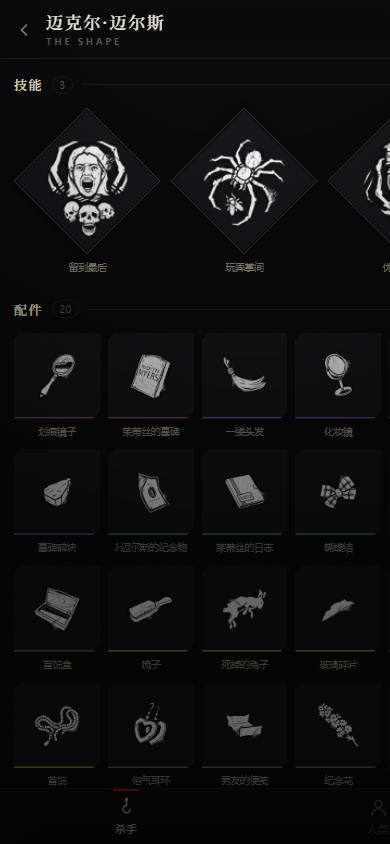 迈克尔·迈尔斯
THE SHAPE
技能 3
留到最后 玩弄掌间
配件 20
划痕镜子 茱蒂丝的墓碑 一缕头发 化妆镜
墓碑碎块 J·迈尔斯的纪念物 茱蒂丝的日志 蝴蝶结
首饰盒 梳子 死掉的兔子 玻璃碎片
首饰 俗气耳环 男友的便笺 纪念花
杀手 人类